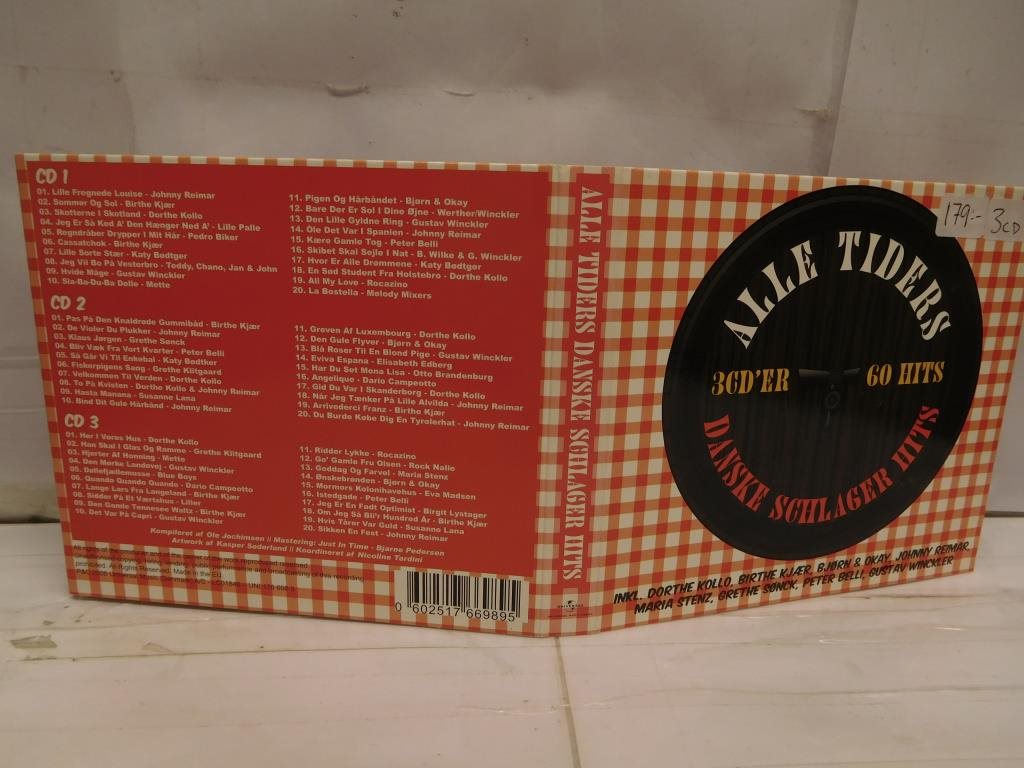 CD 1
01. Lille Fregnede Louise - Johnny Reimar
02. Sommer Og Sol - Birthe Kjær
03. Skotterne I Skotland - Dorthe Kollo
04. Jeg Er Så Ked A' Den Hænger Ned A' - Lille Palle
05. Regndråber Drypper I Mit Hår - Pedro Biker
06. Cassatchok - Birthe Kjær
07. Lille Sorte Stær - Katy Bødtger
08. Jeg Vil Bo På Vesterbro - Teddy, Chano, Jan & John
09. Hvide Måge - Gustav Winckler
10. Sla-Ba-Du-Ba Delle - Mette
11. Pigen Og Hårbåndet - Bjørn & Okay
12. Bare Der Er Sol I Dine Øjne - Werther/Winckler
13. Den Lille Gyldne Ring - Gustav Winckler
14. Öle Det Var I Spanien - Johnny Reimar
15. Kære Gamle Tog - Peter Belli
16. Skibet Skal Sejle I Nat - B. Wilke & G. Winckler
17. Hvor Er Alle Drømmene - Katy Bødtger
18. En Sød Student Fra Holstebro - Dorthe Kollo
19. All My Love - Rocazino
20. La Bostella - Melody Mixers
CD 2
01. Pas På Den Knaldrøde Gummibåd - Birthe Kjær
02. De Violer Du Plukker - Johnny Reimar
03. Klaus Jørgen - Grethe Sønck
04. Bliv Væk Fra Vort Kvarter - Peter Belli
05. Så Går Vi Til Enkebal - Katy Bødtker
06. Fiskerpigens Sang - Grethe Klitgaard
07. Velkommen Til Verden - Dorthe Kollo
08. To På Kvisten - Dorthe Kollo & Johnny Reimar
09. Hasta Manana - Susanne Lana
10. Bind Dit Gule Hårbånd - Johnny Reimar
11. Greven Af Luxembourg - Dorthe Kollo
12. Den Gule Flyver - Bjørn & Okay
13. Blå Roser Til En Blond Pige - Gustav Winckler
14. Eviva Espana - Elisabeth Edberg
15. Har Du Set Mona Lisa - Otto Brandenburg
16. Angelique - Dario Campeotto
17. Gid Du Var I Skanderborg - Dorthe Kollo
18. Når Jeg Tænker På Lille Alvilda - Johnny Reimar
19. Arrivederci Franz - Birthe Kjær
20. Du Burde Købe Dig En Tyrolerhat - Johnny Reimar
CD 3
01. Her I Vores Hus - Dorthe Kollo
02. Han Skal I Glas Og Ramme - Grethe Klitgaard
03. Hjerter Af Honning - Mette
04. Den Mørke Landevej - Gustav Winckler
05. Døllefjællemusse - Blue Boys
06. Quando Quando Quando - Dario Campeotto
07. Lange Lars Fra Langeland - Birthe Kjær
08. Sidder På Et Værtshus - Liller
09. Den Gamle Tennesee Waltz - Birthe Kjær
10. Det Var På Capri - Gustav Winckler
11. Ridder Lykke - Rocazino
12. Go' Gamle Fru Olsen - Rock Nalle
13. Goddag Og Farvel - Maria Stenz
14. Ønskebrønden - Bjørn & Okay
15. Mormors Kolonihavehus - Eva Madsen
16. Istedgade - Peter Belli
17. Jeg Er En Født Optimist - Birgit Lystager
18. Om Jeg Så Bli'r Hundred År - Birthe Kjær
19. Hvis Tårer Var Guld - Susanne Lana
20. Sikken En Fest - Johnny Reimar
Kompileret af Ole Jochimsen // Mastering: Just In Time - Bjarne Pedersen
Artwork af Kasper Søderlund // Koordineret af Nicoline Tardini
prohibited. All Rights Reserved. Made in the EU
0 602517 669895
ALLE TIDERS DANSKE SCHLAGER HITS
ALLE TIDERS
3CD'ER 60 HITS
DANSKE SCHLAGER HITS
179:- 3CD
INKL. DORTHE KOLLO, BIRTHE KJÆR, BJØRN & OKAY, JOHNNY REIMAR,
MARIA STENZ, GRETHE SØNCK, PETER BELLI, GUSTAV WINCKLER